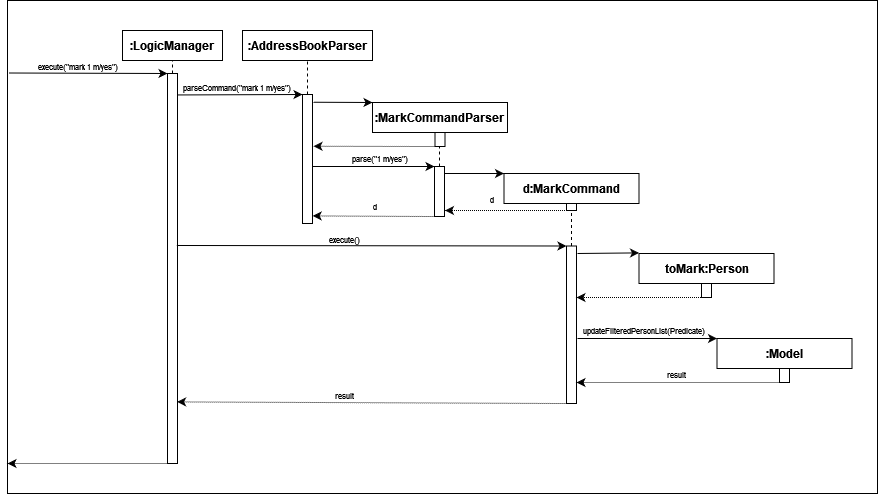 :LogicManager
:AddressBookParser
execute("mark 1 m/yes")
parseCommand("mark 1 m/yes")
:MarkCommandParser
parse("1 m/yes")
d:MarkCommand
d
d
execute()
toMark:Person
updateFilteredPersonList(Predicate)
:Model
result
result